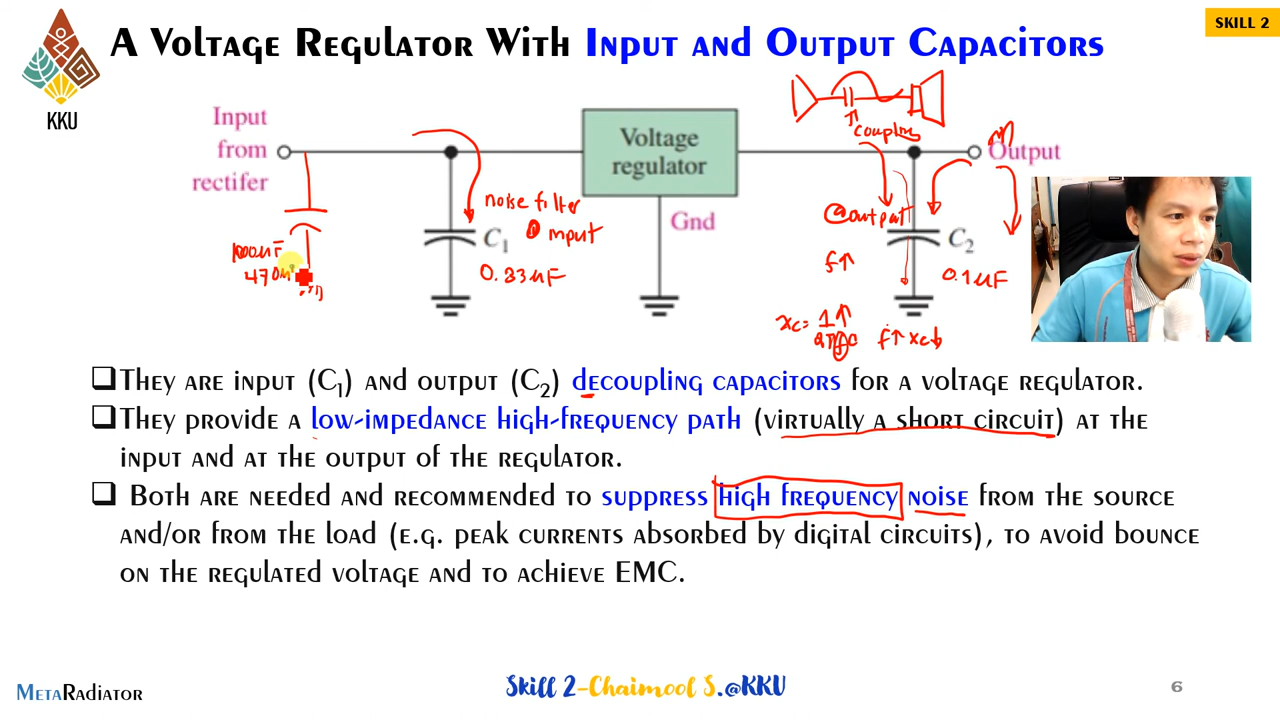 A Voltage Regulator With Input and Output Capacitors
SKILL 2
KKU
Input
from
rectifer
Voltage
regulator
Gnd
Output
coupling
noise filter
@ input
@output
C1
0.33uF
C2
0.1uF
470u
f↑
xc= 1↑
2πfc
f↑ xc↓
❑They are input (C1) and output (C2) decoupling capacitors for a voltage regulator.
❑They provide a low-impedance high-frequency path (virtually a short circuit) at the
input and at the output of the regulator.
❑ Both are needed and recommended to suppress high frequency noise from the source
and/or from the load (e.g. peak currents absorbed by digital circuits), to avoid bounce
on the regulated voltage and to achieve EMC.
MetaRadiator
Skill 2-Chaimool S.@KKU
6